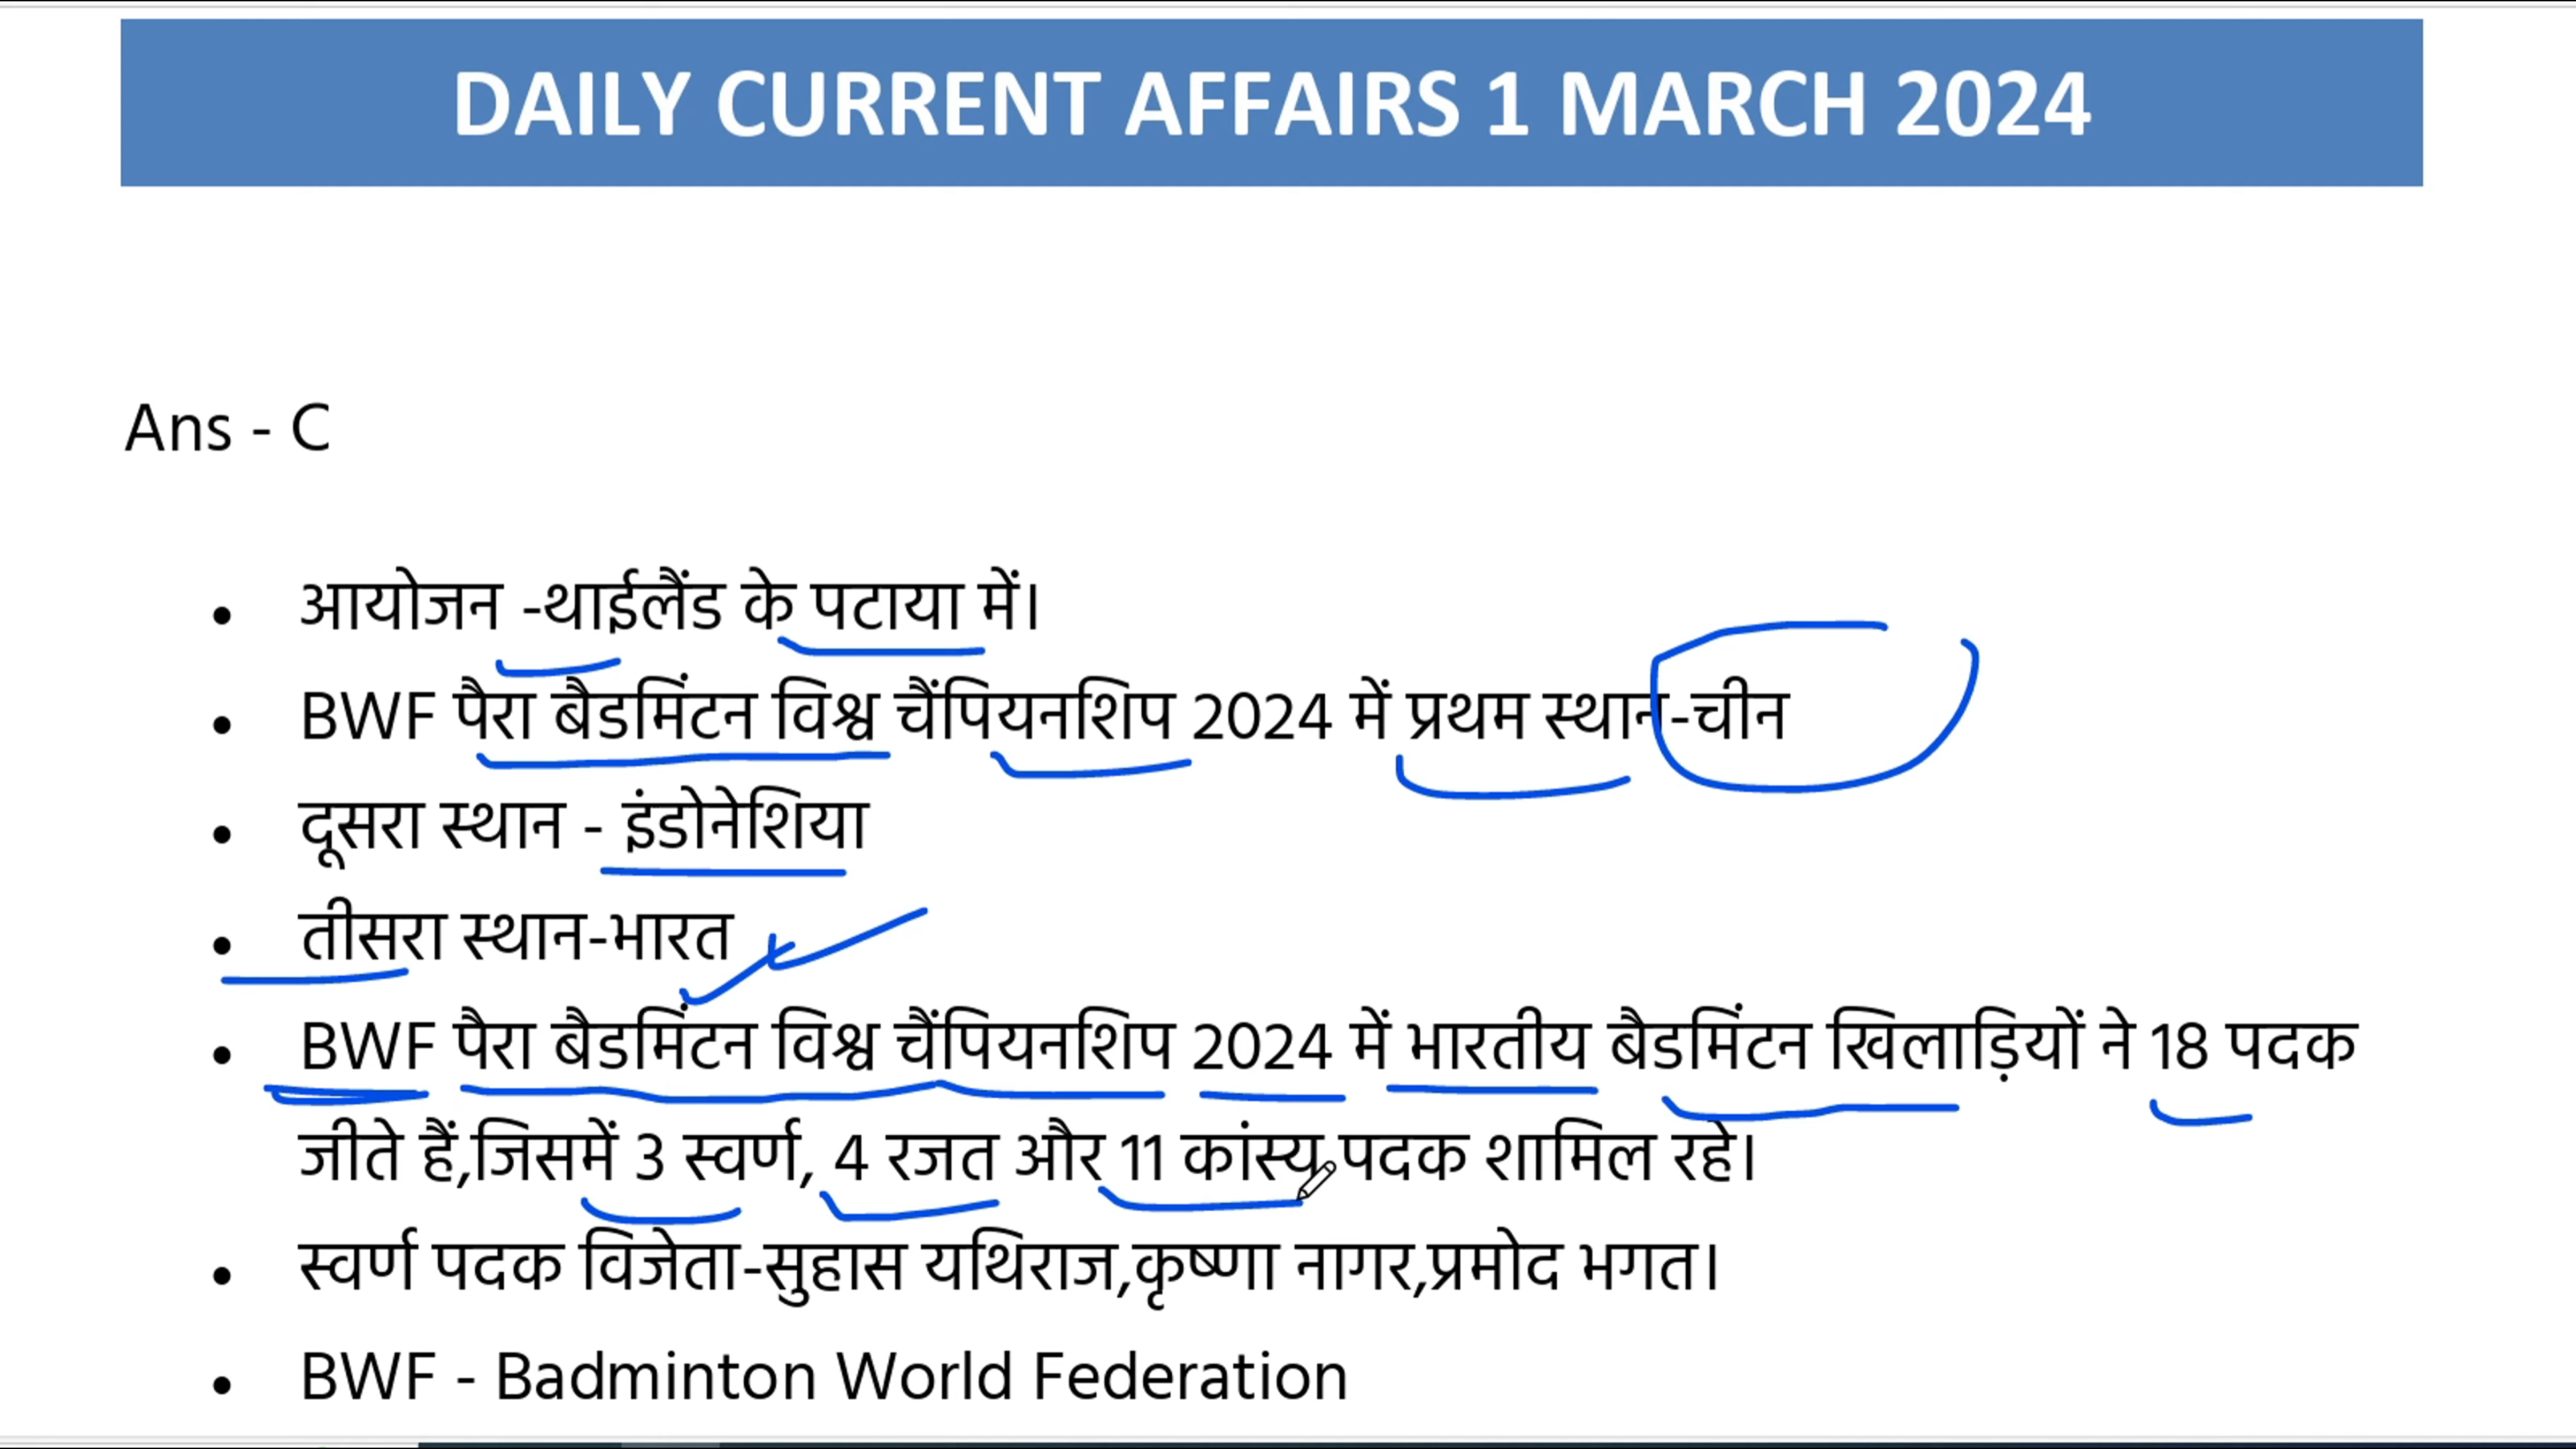 DAILY CURRENT AFFAIRS 1 MARCH 2024
Ans - C
• आयोजन -थाईलैंड के पटाया में।
• BWF पैरा बैडमिंटन विश्व चैंपियनशिप 2024 में प्रथम स्थान-चीन
• दूसरा स्थान - इंडोनेशिया
• तीसरा स्थान-भारत
• BWF पैरा बैडमिंटन विश्व चैंपियनशिप 2024 में भारतीय बैडमिंटन खिलाड़ियों ने 18 पदक
जीते हैं,जिसमें 3 स्वर्ण, 4 रजत और 11 कांस्य पदक शामिल रहे।
• स्वर्ण पदक विजेता-सुहास यथिराज,कृष्णा नागर,प्रमोद भगत।
• BWF - Badminton World Federation